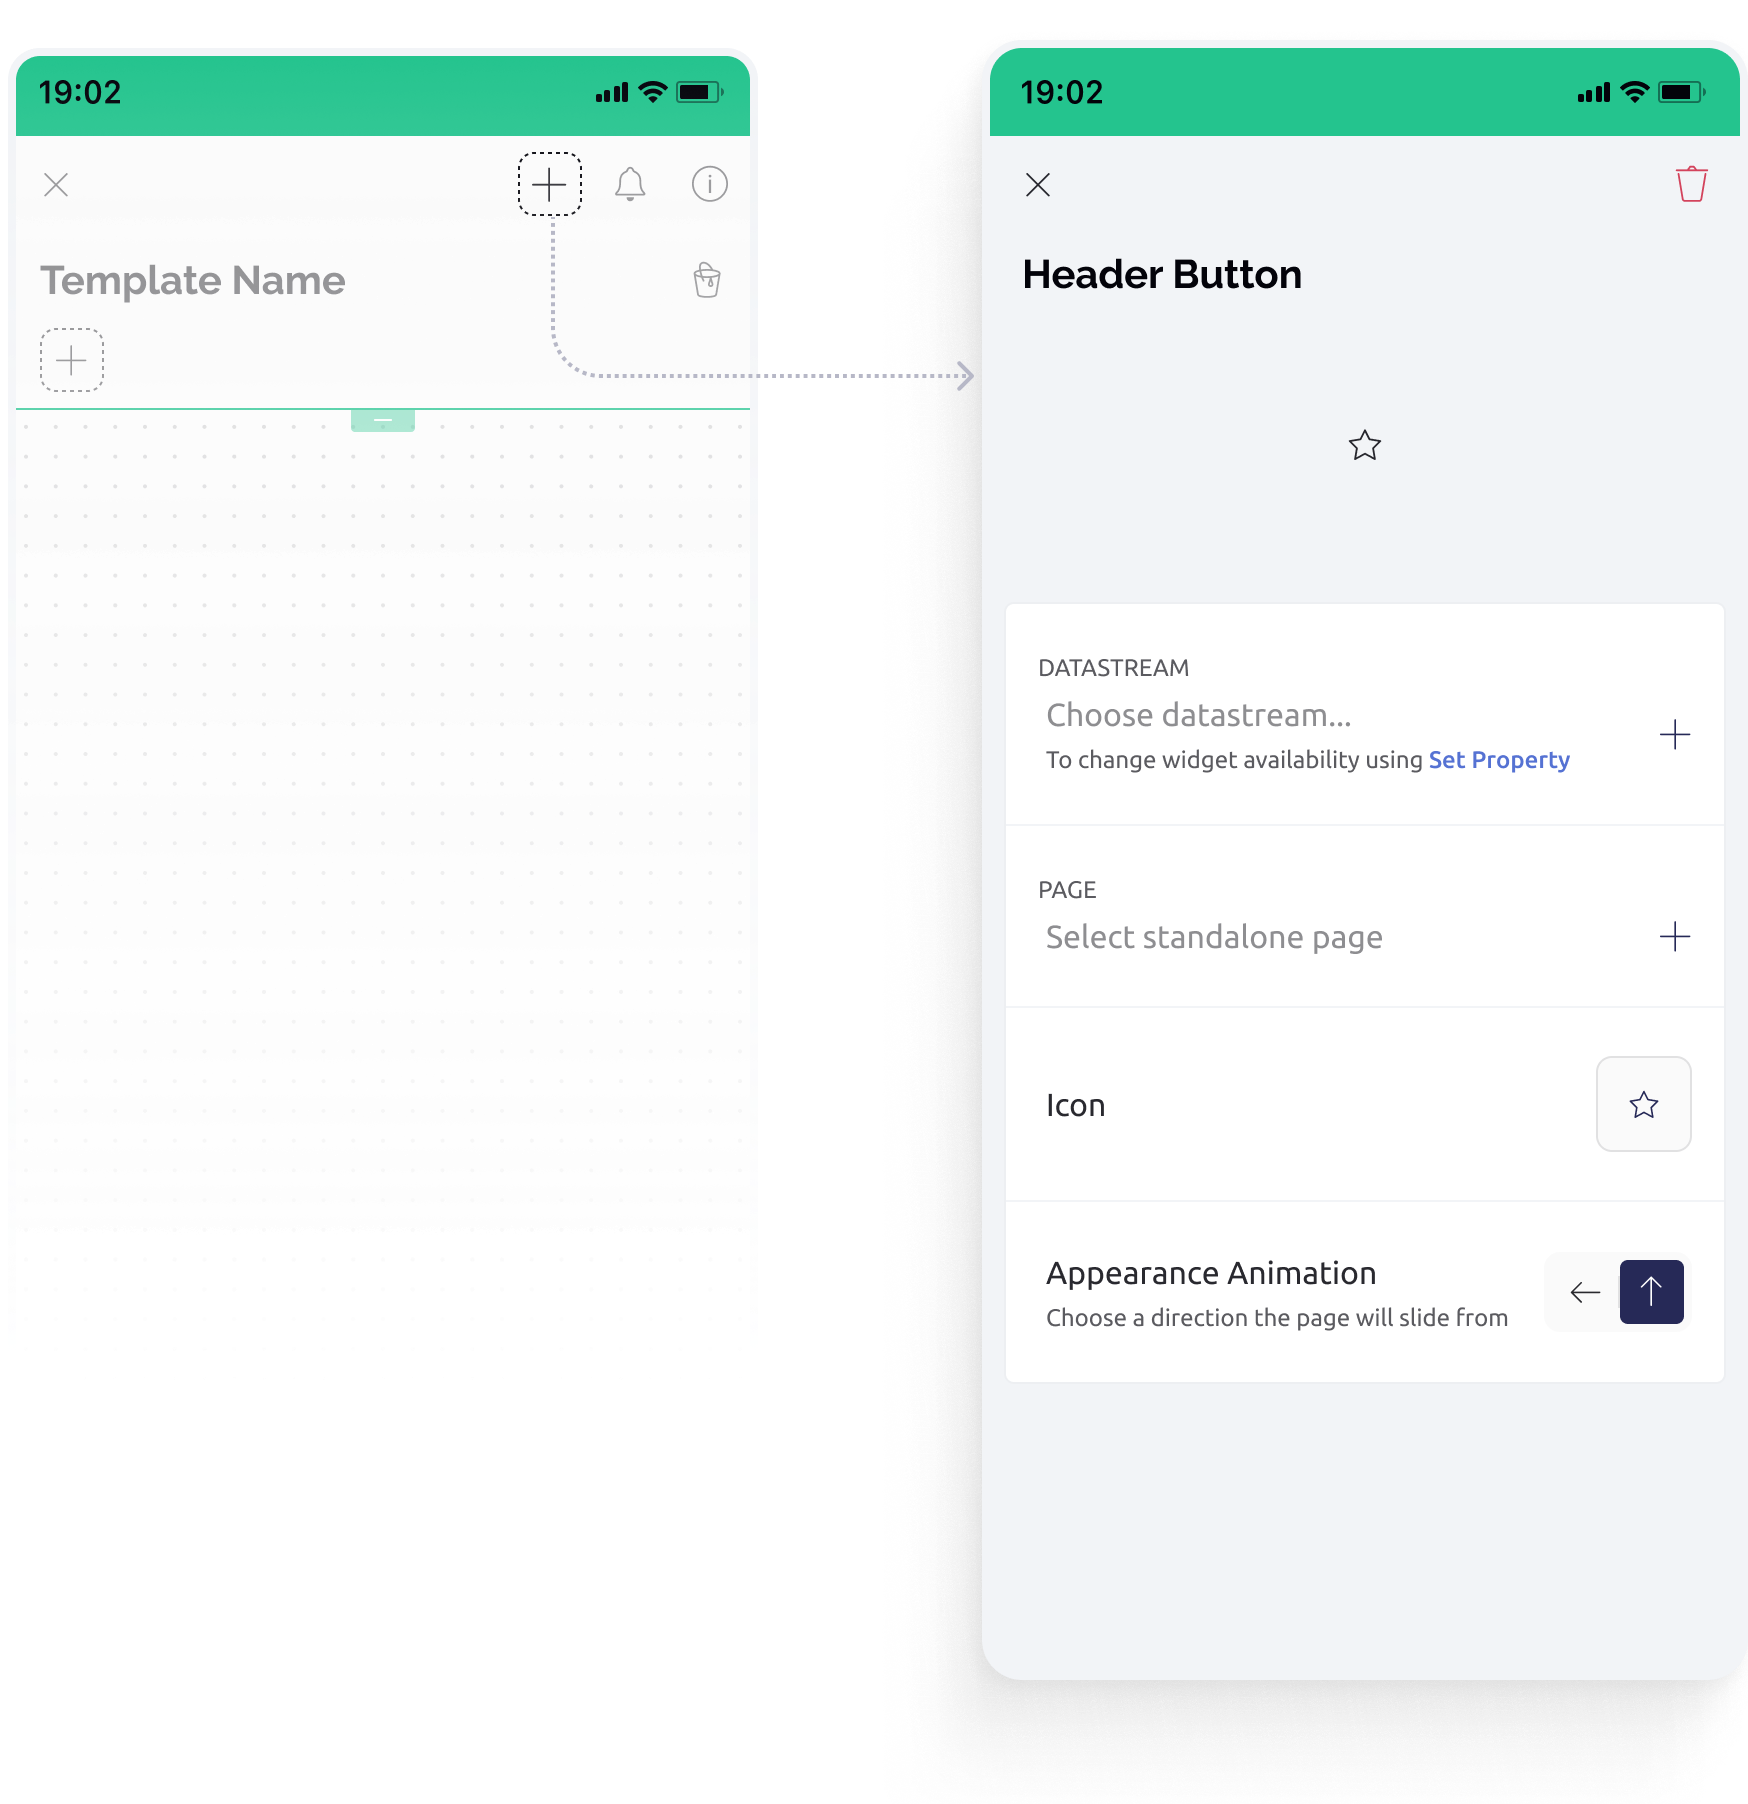 19:02
Template Name
19:02
Header Button
DATASTREAM
Choose datastream...
To change widget availability using Set Property
PAGE
Select standalone page
Icon
Appearance Animation
Choose a direction the page will slide from